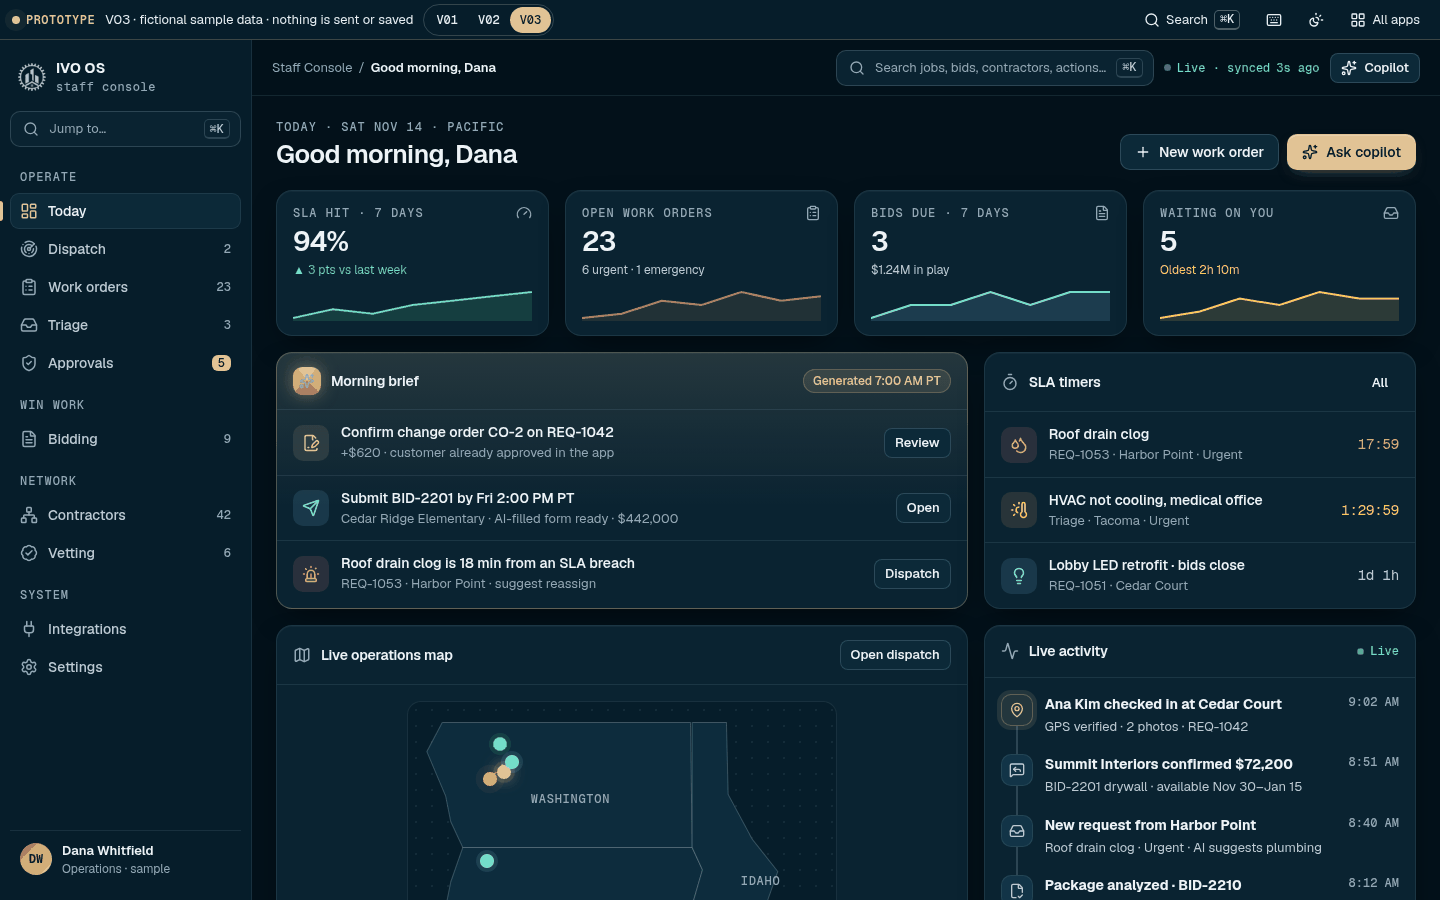 PROTOTYPE V03 · fictional sample data · nothing is sent or saved V01 V02 V03 Search ⌘K All apps
IVO OS
staff console
Jump to… ⌘K
OPERATE
Today
Dispatch 2
Work orders 23
Triage 3
Approvals 5
WIN WORK
Bidding 9
NETWORK
Contractors 42
Vetting 6
SYSTEM
Integrations
Settings
DW
Dana Whitfield
Operations · sample
Staff Console / Good morning, Dana
Search jobs, bids, contractors, actions… ⌘K
Live · synced 3s ago
Copilot
TODAY · SAT NOV 14 · PACIFIC
Good morning, Dana
New work order
Ask copilot
SLA HIT · 7 DAYS
94%
▲ 3 pts vs last week
OPEN WORK ORDERS
23
6 urgent · 1 emergency
BIDS DUE · 7 DAYS
3
$1.24M in play
WAITING ON YOU
5
Oldest 2h 10m
Morning brief
Generated 7:00 AM PT
Confirm change order CO-2 on REQ-1042
+$620 · customer already approved in the app
Review
Submit BID-2201 by Fri 2:00 PM PT
Cedar Ridge Elementary · AI-filled form ready · $442,000
Open
Roof drain clog is 18 min from an SLA breach
REQ-1053 · Harbor Point · suggest reassign
Dispatch
SLA timers
All
Roof drain clog
REQ-1053 · Harbor Point · Urgent
17:59
HVAC not cooling, medical office
Triage · Tacoma · Urgent
1:29:59
Lobby LED retrofit · bids close
REQ-1051 · Cedar Court
1d 1h
Live operations map
Open dispatch
WASHINGTON
IDAHO
Live activity
Live
Ana Kim checked in at Cedar Court
9:02 AM
GPS verified · 2 photos · REQ-1042
Summit Interiors confirmed $72,200
8:51 AM
BID-2201 drywall · available Nov 30–Jan 15
New request from Harbor Point
8:40 AM
Roof drain clog · Urgent · AI suggests plumbing
Package analyzed · BID-2210
8:12 AM